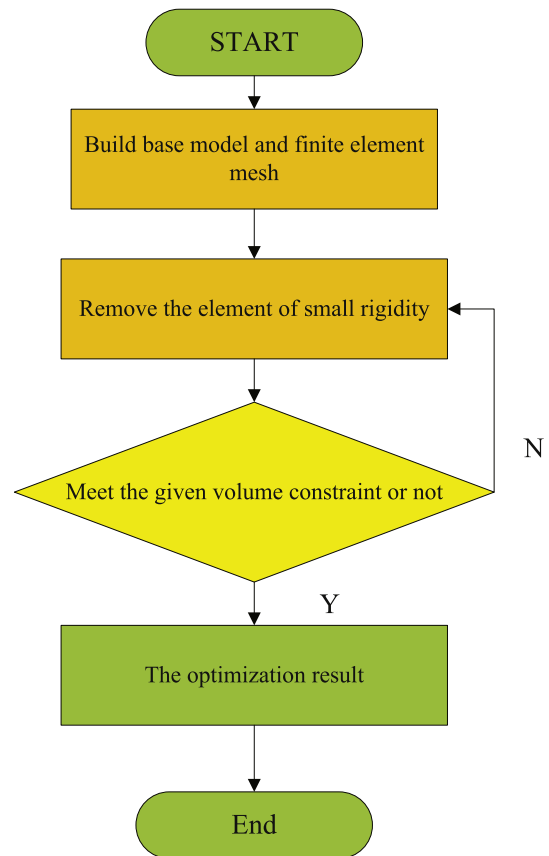 START
Build base model and finite element
mesh
Remove the element of small rigidity
N
Meet the given volume constraint or not
Y
The optimization result
End